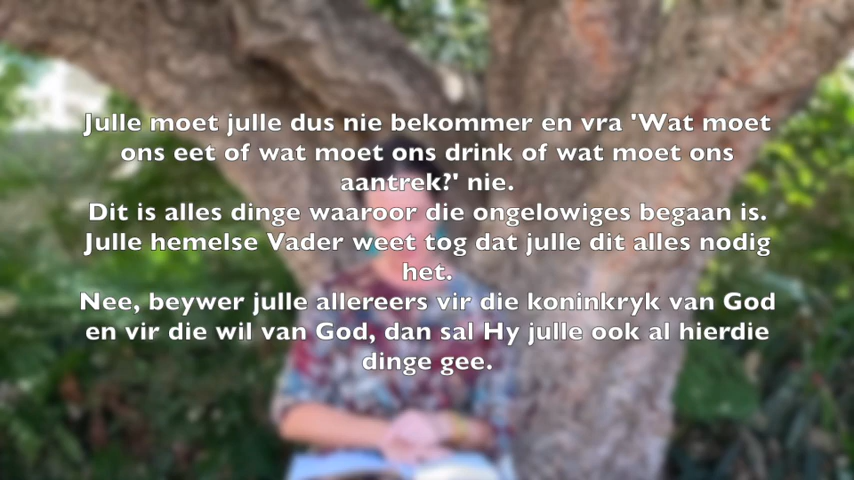 Julle moet julle dus nie bekommer en vra 'Wat moet
ons eet of wat moet ons drink of wat moet ons
aantrek?' nie.
Dit is alles dinge waaroor die ongelowiges begaan is.
Julle hemelse Vader weet tog dat julle dit alles nodig
het.
Nee, beywer julle allereers vir die koninkryk van God
en vir die wil van God, dan sal Hy julle ook al hierdie
dinge gee.